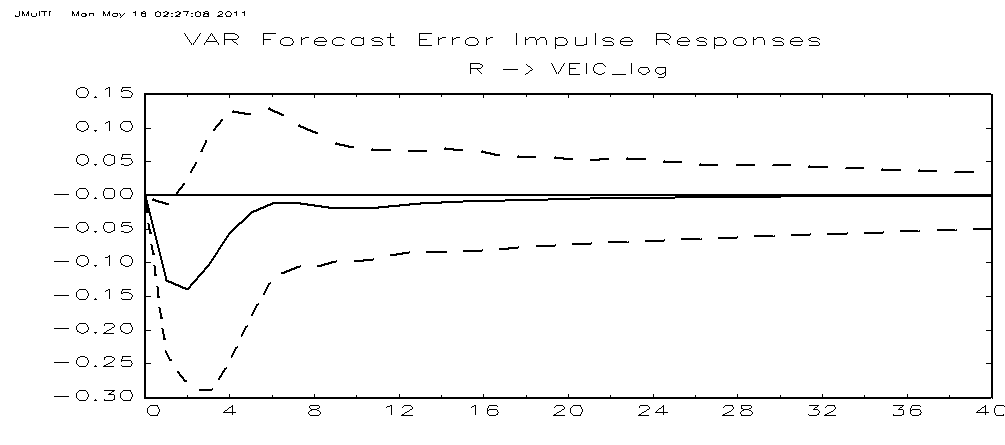 JMulTi Mon May 16 02:27:08 2011
VAR Forecast Error Impulse Responses
R -> VEIC_log
0.15
0.10
0.05
-0.00
-0.05
-0.10
-0.15
-0.20
-0.25
-0.30
0 4 8 12 16 20 24 28 32 36 40